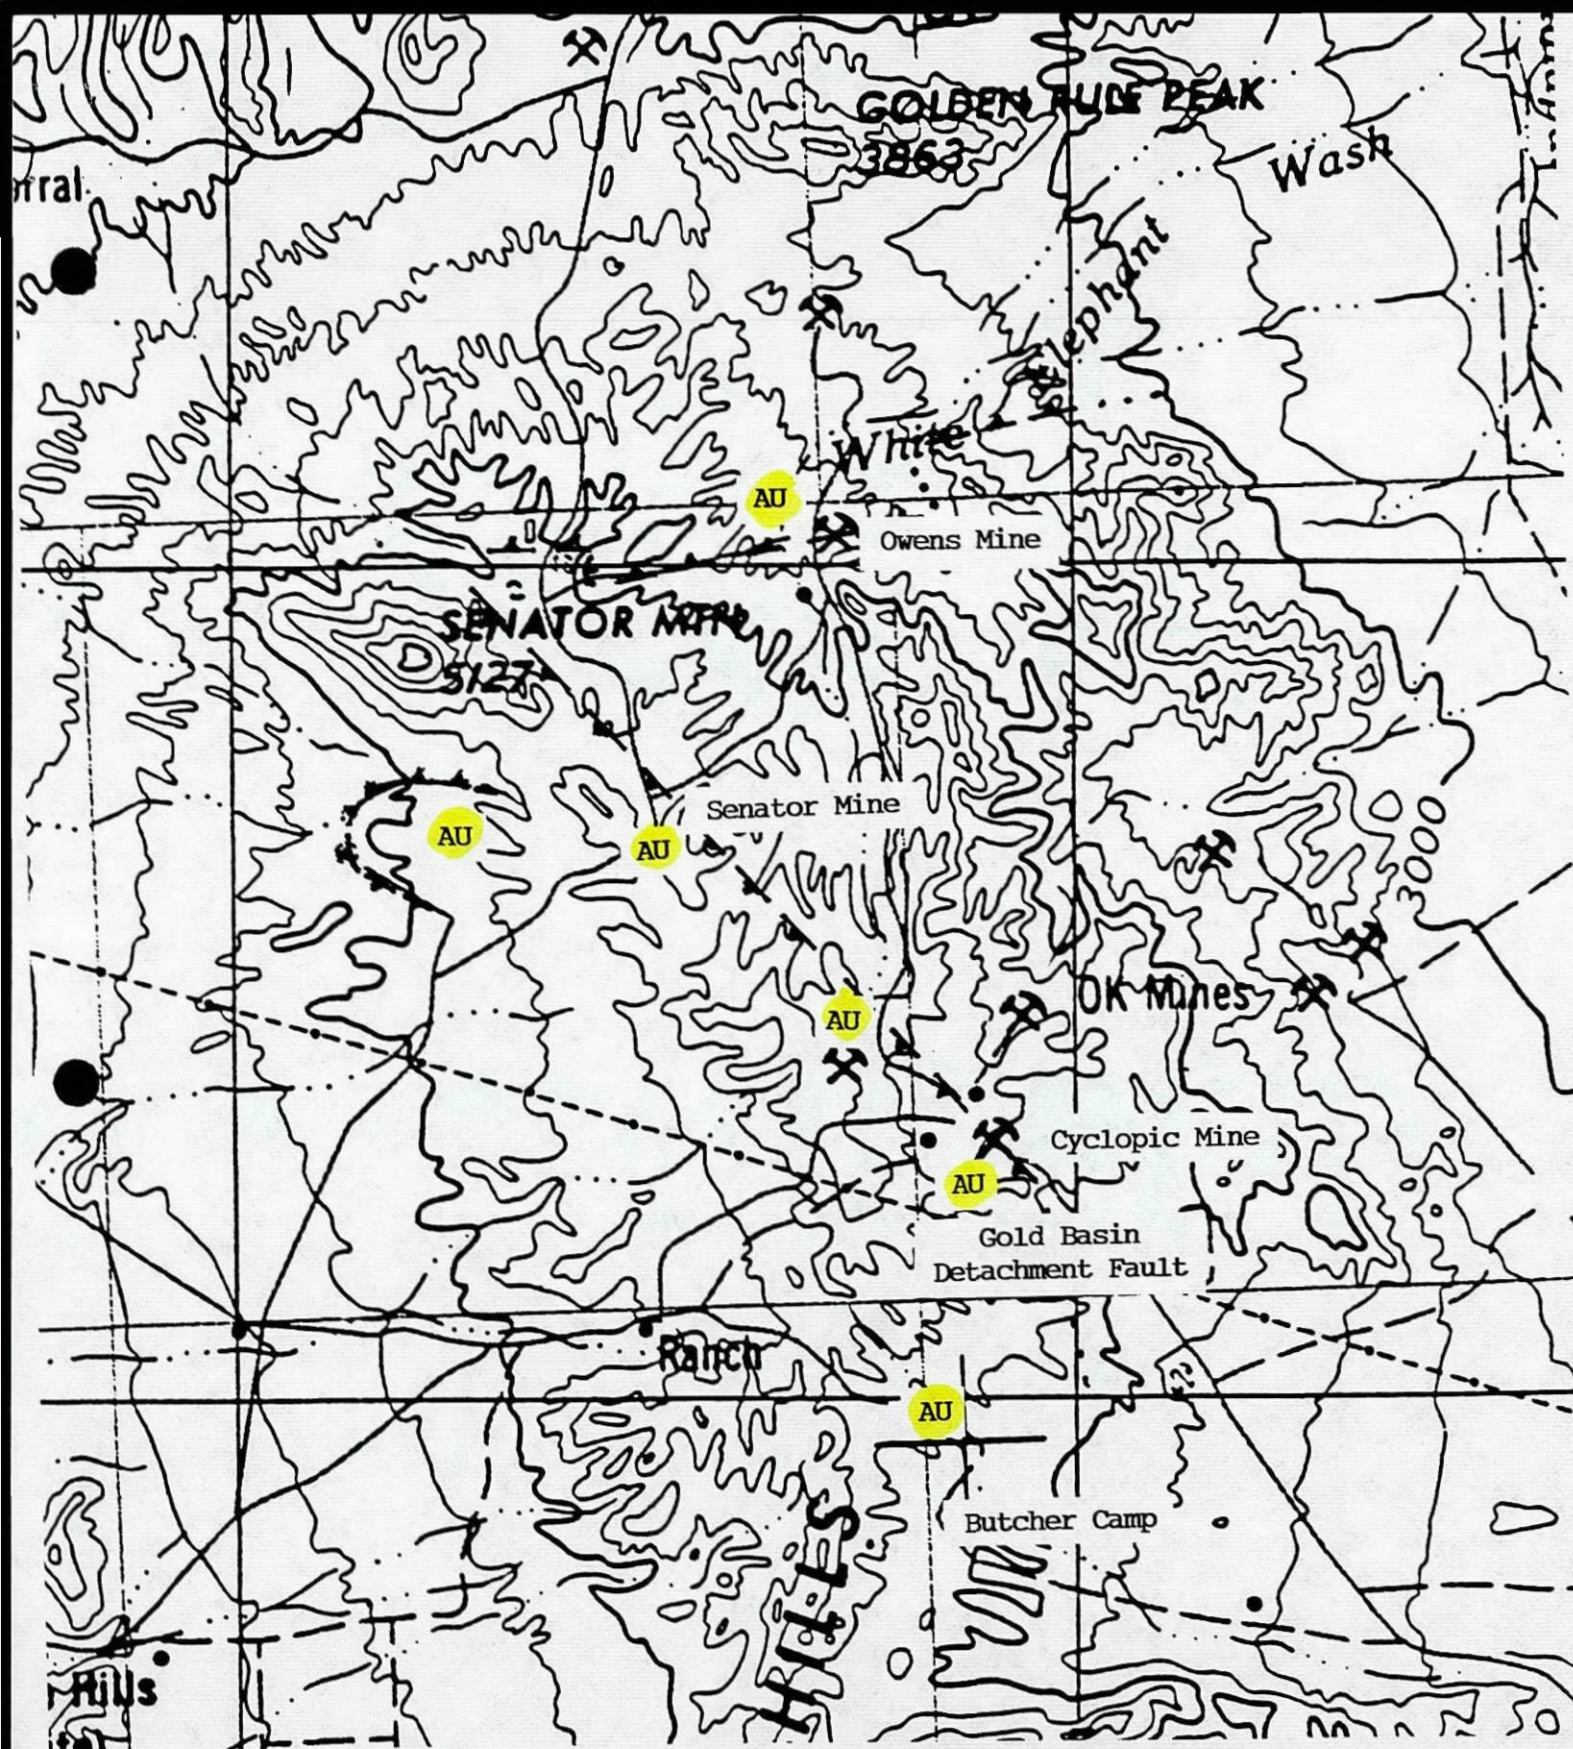 GOLDEN RULE PEAK
3863
Wash
Elephant
White
AU
Owens Mine
SENATOR MTN
5127
Senator Mine
AU
AU
3000
AU
OK Mines
Cyclopic Mine
AU
Gold Basin
Detachment Fault
Ranch
AU
Butcher Camp
HILLS
Hills